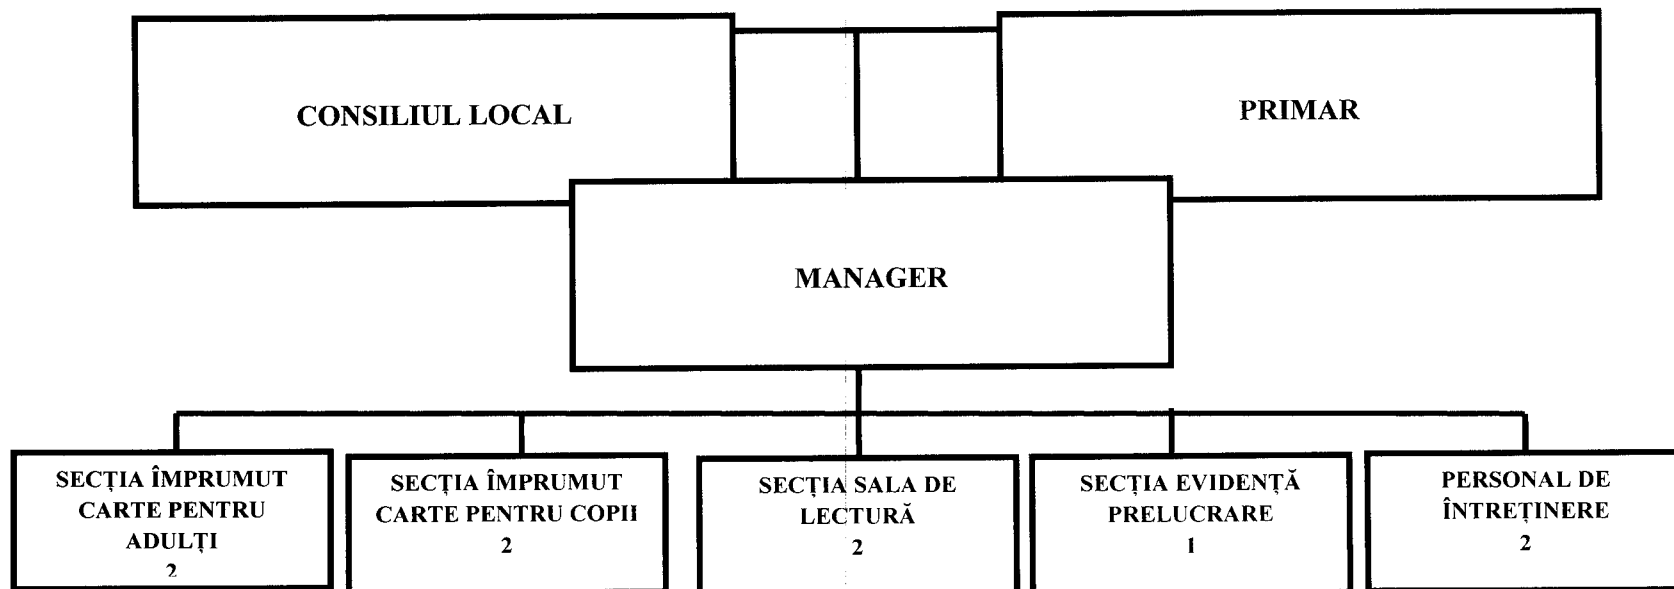 CONSILIUL LOCAL
PRIMAR
MANAGER
SECȚIA ÎMPRUMUT
CARTE PENTRU
ADULȚI
2
SECȚIA ÎMPRUMUT
CARTE PENTRU COPII
2
SECȚIA SALA DE
LECTURĂ
2
SECȚIA EVIDENȚĂ
PRELUCRARE
1
PERSONAL DE
ÎNTREȚINERE
2